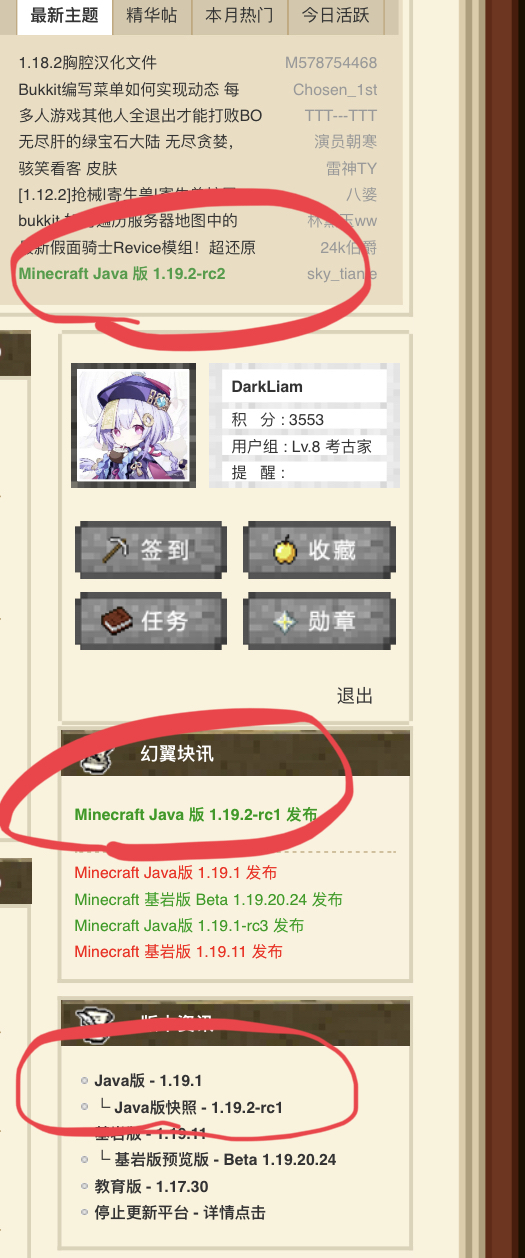 最新主题 精华帖 本月热门 今日活跃
1.18.2胸腔汉化文件 M578754468
Bukkit编写菜单如何实现动态 每 Chosen_1st
多人游戏其他人全退出才能打败BO TTT---TTT
无尽肝的绿宝石大陆 无尽贪婪, 演员朝寒
骇笑看客 皮肤 雷神TY
[1.12.2]抢械|寄生兽| 八婆
bukkit 遍历服务器地图中的 林 玉ww
最新假面骑士Revice模组！超还原 24k伯爵
Minecraft Java 版 1.19.2-rc2 sky_tiane
DarkLiam
积 分 : 3553
用户组 : Lv.8 考古家
提 醒 :
签到 收藏
任务 勋章
退出
幻翼块讯
Minecraft Java 版 1.19.2-rc1 发布
Minecraft Java版 1.19.1 发布
Minecraft 基岩版 Beta 1.19.20.24 发布
Minecraft Java版 1.19.1-rc3 发布
Minecraft 基岩版 1.19.11 发布
版本资讯
Java版 - 1.19.1
└ Java版快照 - 1.19.2-rc1
基岩版 - 1.19.11
└ 基岩版预览版 - Beta 1.19.20.24
教育版 - 1.17.30
停止更新平台 - 详情点击